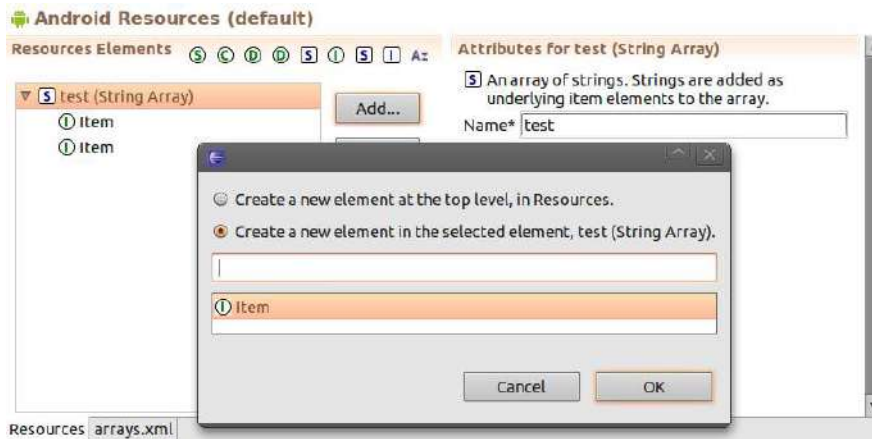 Android Resources (default)
Resources Elements
S C D D S I S I Az
Attributes for test (String Array)
S test (String Array)
I Item
I Item
Add...
S An array of strings. Strings are added as
underlying item elements to the array.
Name* test
Create a new element at the top level, in Resources.
Create a new element in the selected element, test (String Array).
I Item
Cancel
OK
Resources arrays.xml